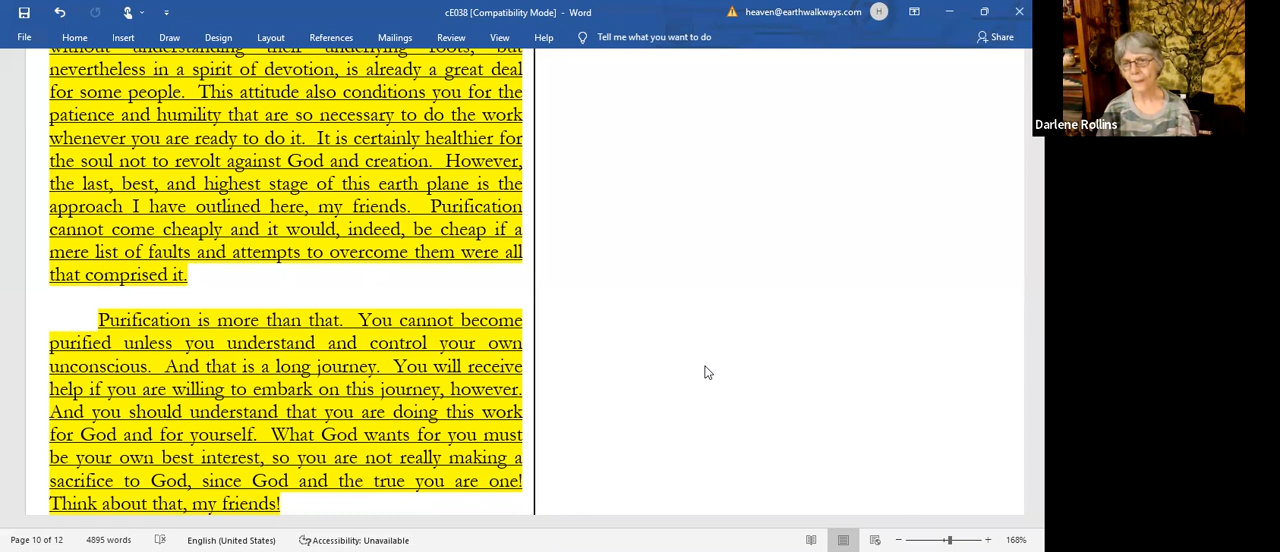 cE038 [Compatibility Mode] - Word
heaven@earthwalkways.com
H
File Home Insert Draw Design Layout References Mailings Review View Help Tell me what you want to do Share
without understanding their underlying roots, but
nevertheless in a spirit of devotion, is already a great deal
for some people. This attitude also conditions you for the
patience and humility that are so necessary to do the work
whenever you are ready to do it. It is certainly healthier for
the soul not to revolt against God and creation. However,
the last, best, and highest stage of this earth plane is the
approach I have outlined here, my friends. Purification
cannot come cheaply and it would, indeed, be cheap if a
mere list of faults and attempts to overcome them were all
that comprised it.
Purification is more than that. You cannot become
purified unless you understand and control your own
unconscious. And that is a long journey. You will receive
help if you are willing to embark on this journey, however.
And you should understand that you are doing this work
for God and for yourself. What God wants for you must
be your own best interest, so you are not really making a
sacrifice to God, since God and the true you are one!
Think about that, my friends!
Darlene Rollins
Page 10 of 12 4895 words English (United States) Accessibility: Unavailable 168%